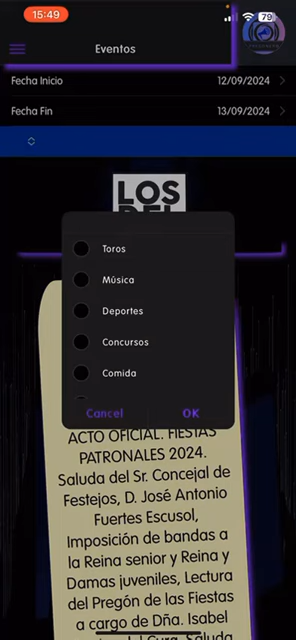 15:49
79
Eventos
Fecha Inicio 12/09/2024
Fecha Fin 13/09/2024
LOS
DEL
Toros
Música
Deportes
Concursos
Comida
Cancel OK
ACTO OFICIAL. FIESTAS
PATRONALES 2024.
Saluda del Sr. Concejal de
Festejos, D. José Antonio
Fuertes Escusol,
Imposición de bandas a
la Reina senior y Reina y
Damas juveniles, Lectura
del Pregón de las Fiestas
a cargo de Dña. Isabel